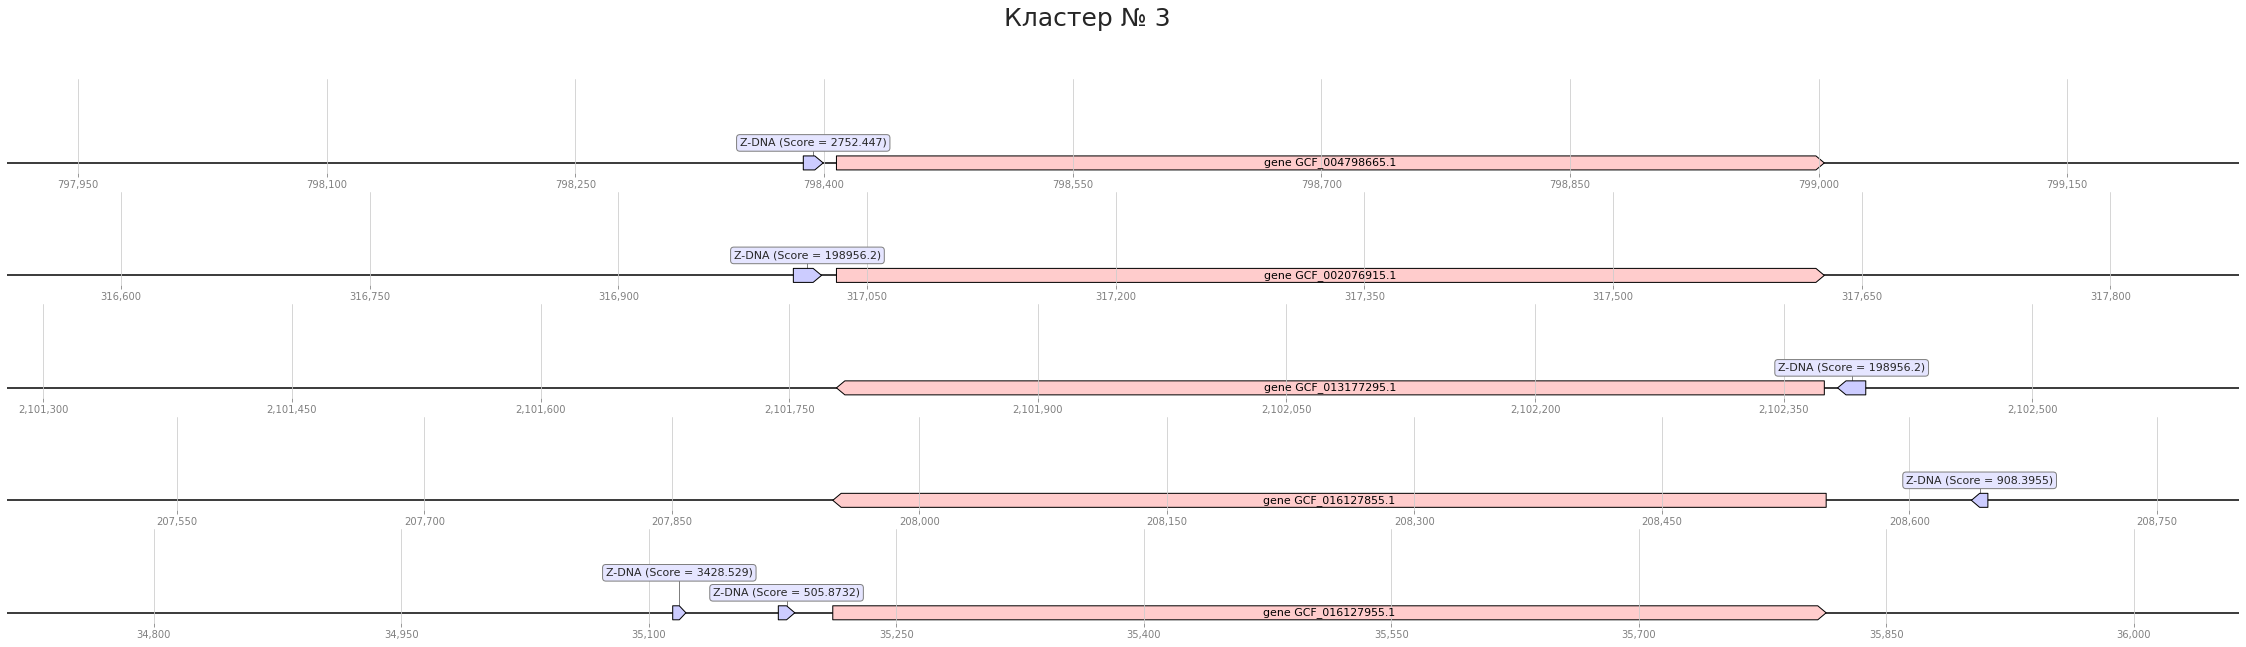 Кластер № 3
Z-DNA (Score = 2752.447)
gene GCF_004798665.1
797,950 798,100 798,250 798,400 798,550 798,700 798,850 799,000 799,150
Z-DNA (Score = 198956.2)
gene GCF_002076915.1
316,600 316,750 316,900 317,050 317,200 317,350 317,500 317,650 317,800
Z-DNA (Score = 198956.2)
gene GCF_013177295.1
2,101,300 2,101,450 2,101,600 2,101,750 2,101,900 2,102,050 2,102,200 2,102,350 2,102,500
Z-DNA (Score = 908.3955)
gene GCF_016127855.1
207,550 207,700 207,850 208,000 208,150 208,300 208,450 208,600 208,750
Z-DNA (Score = 3428.529)
Z-DNA (Score = 505.8732)
gene GCF_016127955.1
34,800 34,950 35,100 35,250 35,400 35,550 35,700 35,850 36,000